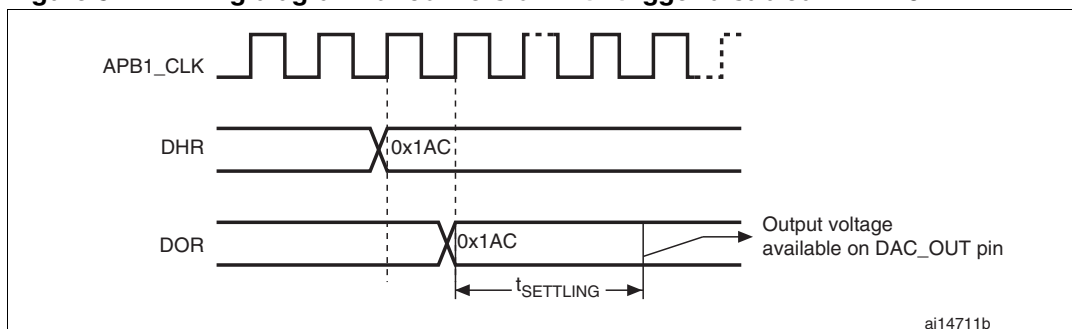 APB1_CLK
DHR
0x1AC
DOR
0x1AC
Output voltage
available on DAC_OUT pin
tSETTLING
ai14711b